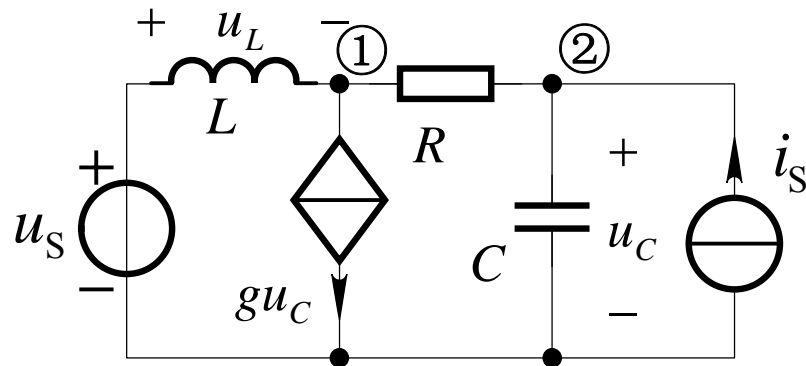 + u_L −
① ②
L
R
+ +
i_S
u_S
C u_C
− gu_C −